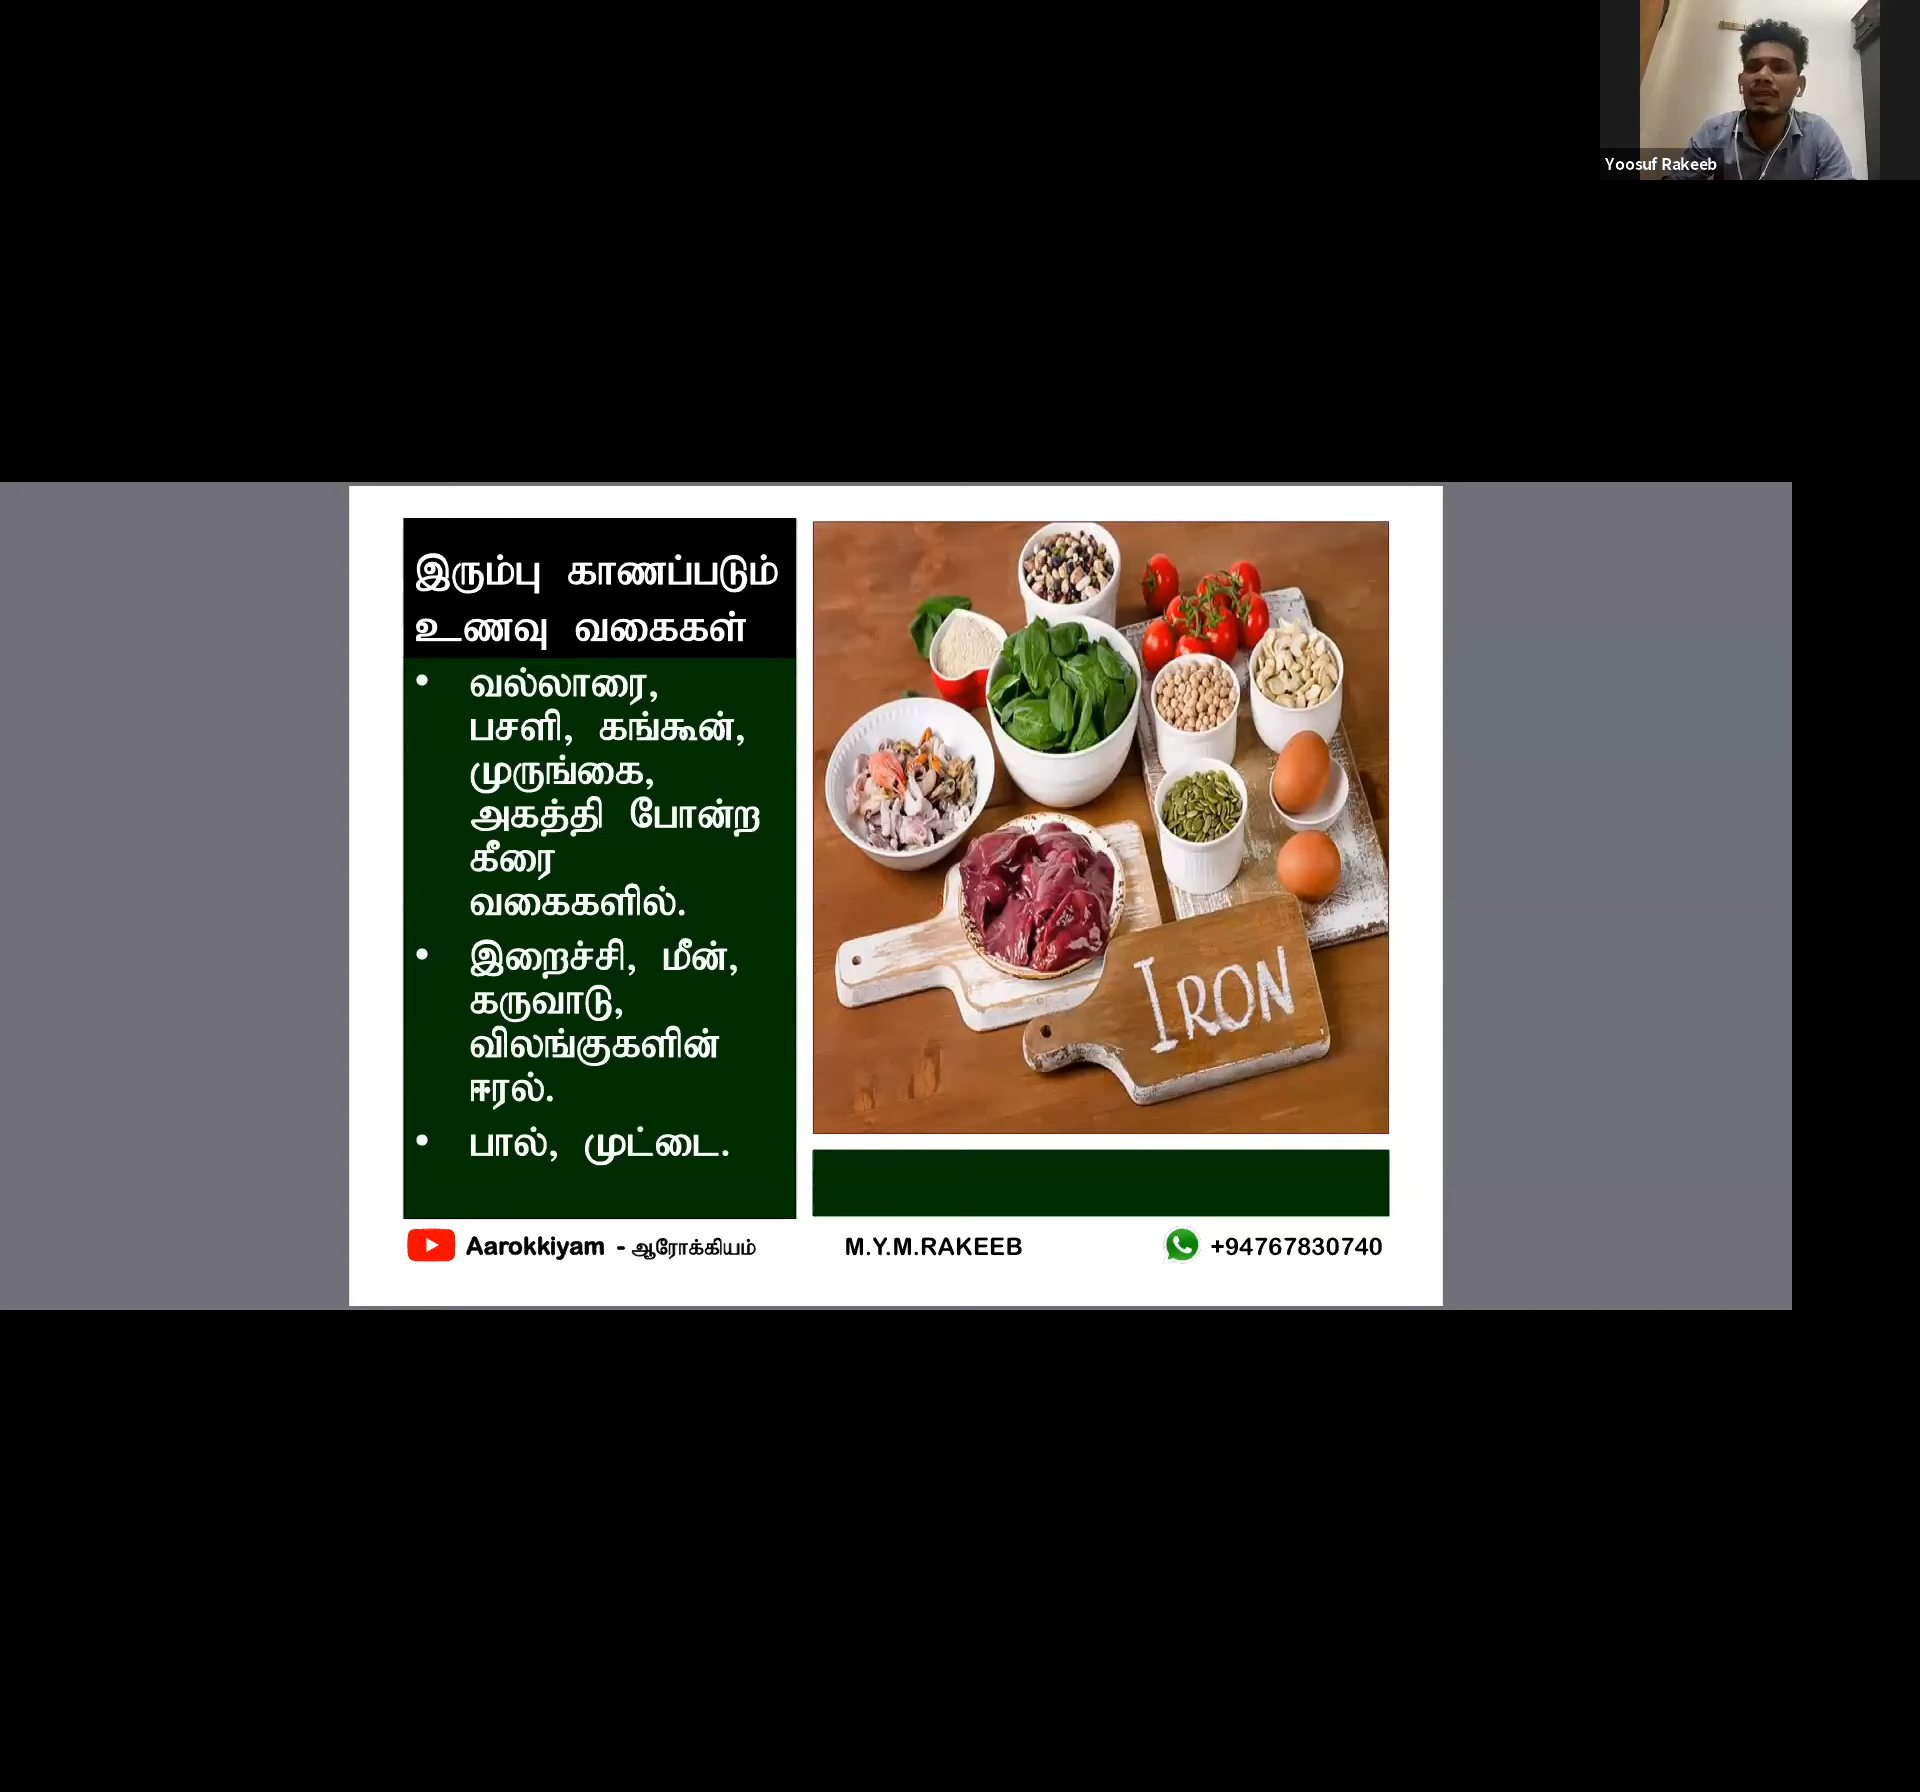 Yoosuf Rakeeb
இரும்பு காணப்படும்
உணவு வகைகள்
• வல்லாரை,
பசளி, கங்கூன்,
முருங்கை,
அகத்தி போன்ற
கீரை
வகைகளில்.
• இறைச்சி, மீன்,
கருவாடு,
விலங்குகளின்
ஈரல்.
• பால், முட்டை.
IRON
Aarokkiyam - ஆரோக்கியம்
M.Y.M.RAKEEB
+94767830740